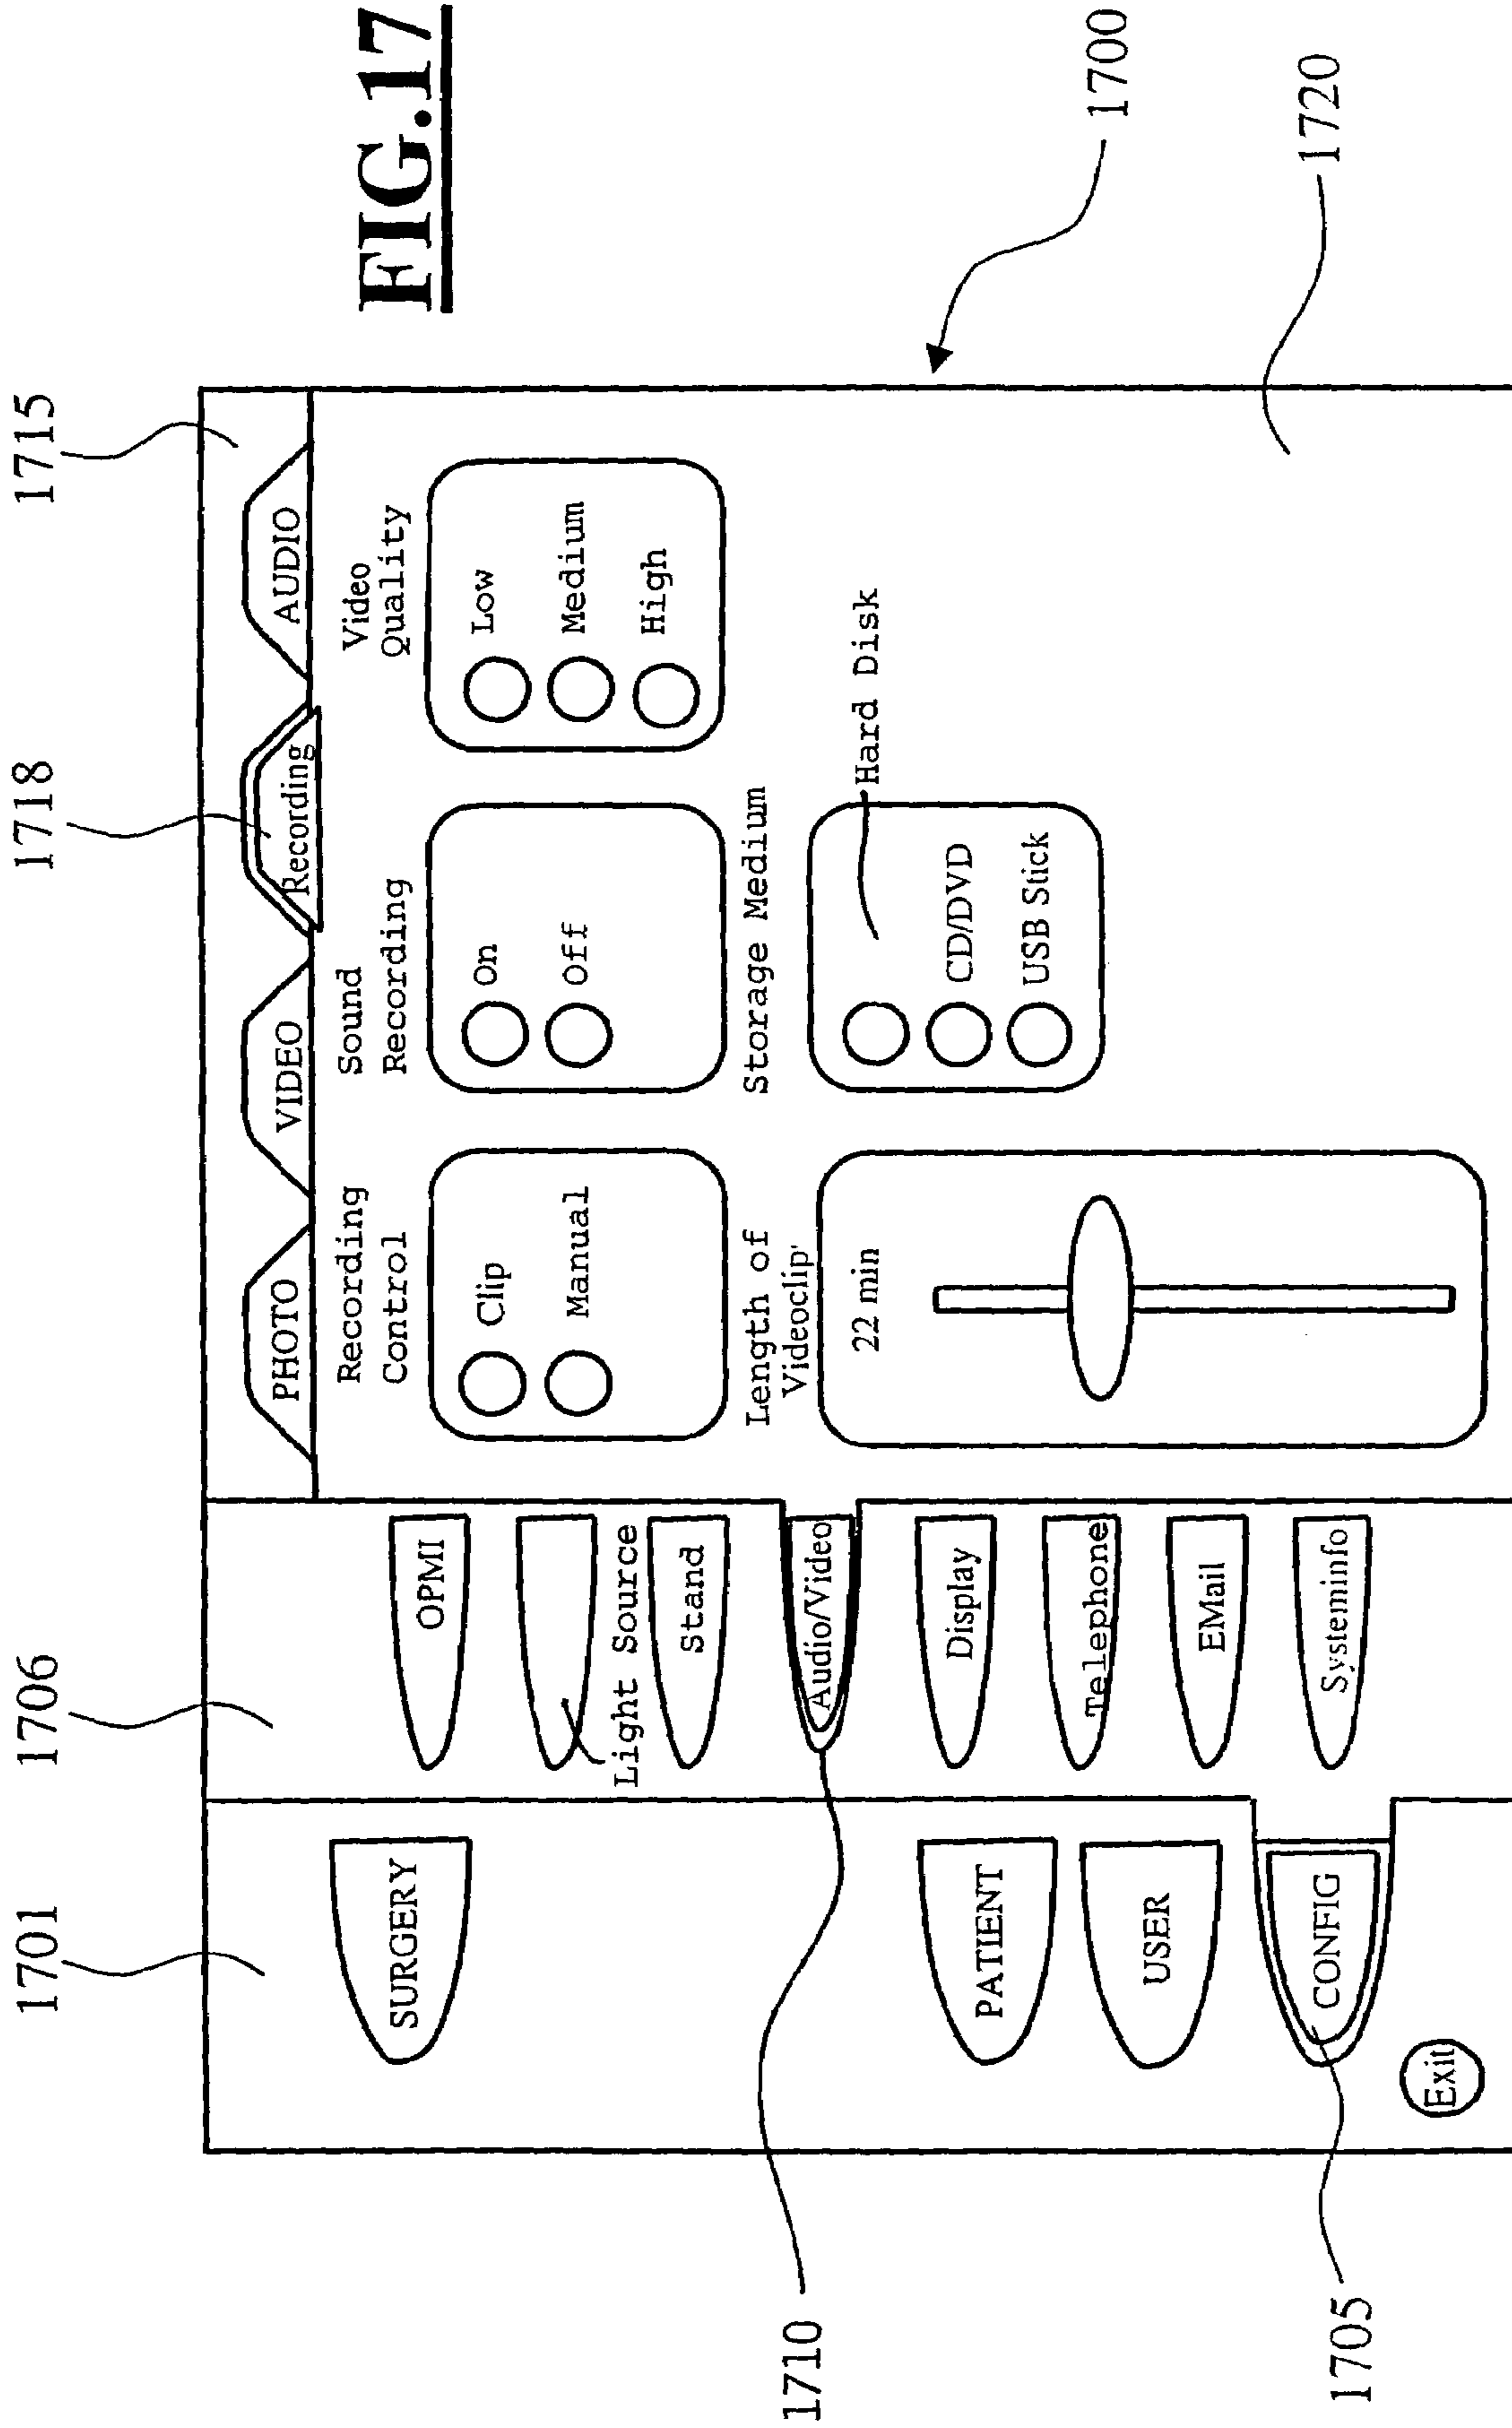 FIG.17
1701
1706
1718
1715
1700
1720
1710
1705
SURGERY
PATIENT
USER
CONFIG
Exit
OPMI
Light Source
Stand
Audio/Video
Display
Telephone
EMail
Systeminfo
PHOTO
VIDEO
Recording
AUDIO
Recording
Control
Clip
Manual
Sound
Recording
On
Off
Video
Quality
Low
Medium
High
Length of
Videoclip'
22 min
Storage Medium
Hard Disk
CD/DVD
USB Stick